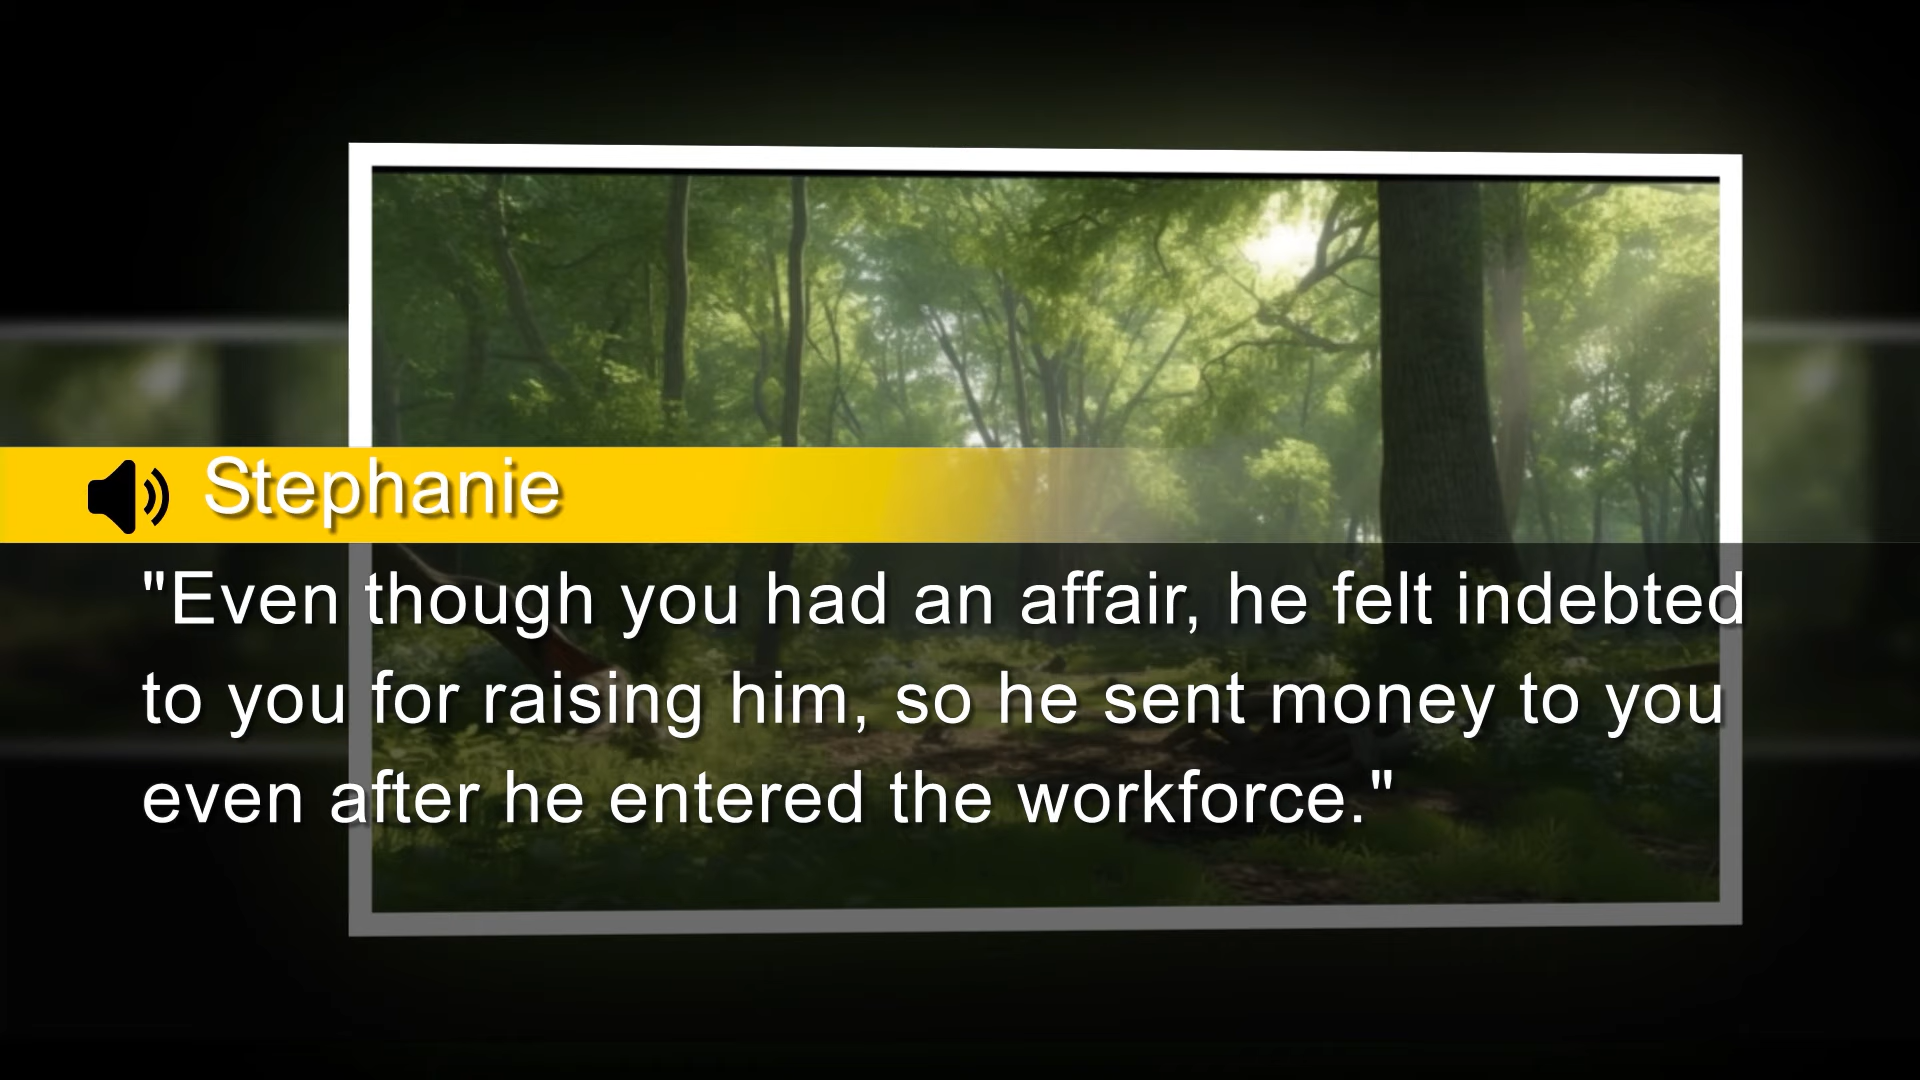 Stephanie
"Even though you had an affair, he felt indebted
to you for raising him, so he sent money to you
even after he entered the workforce."